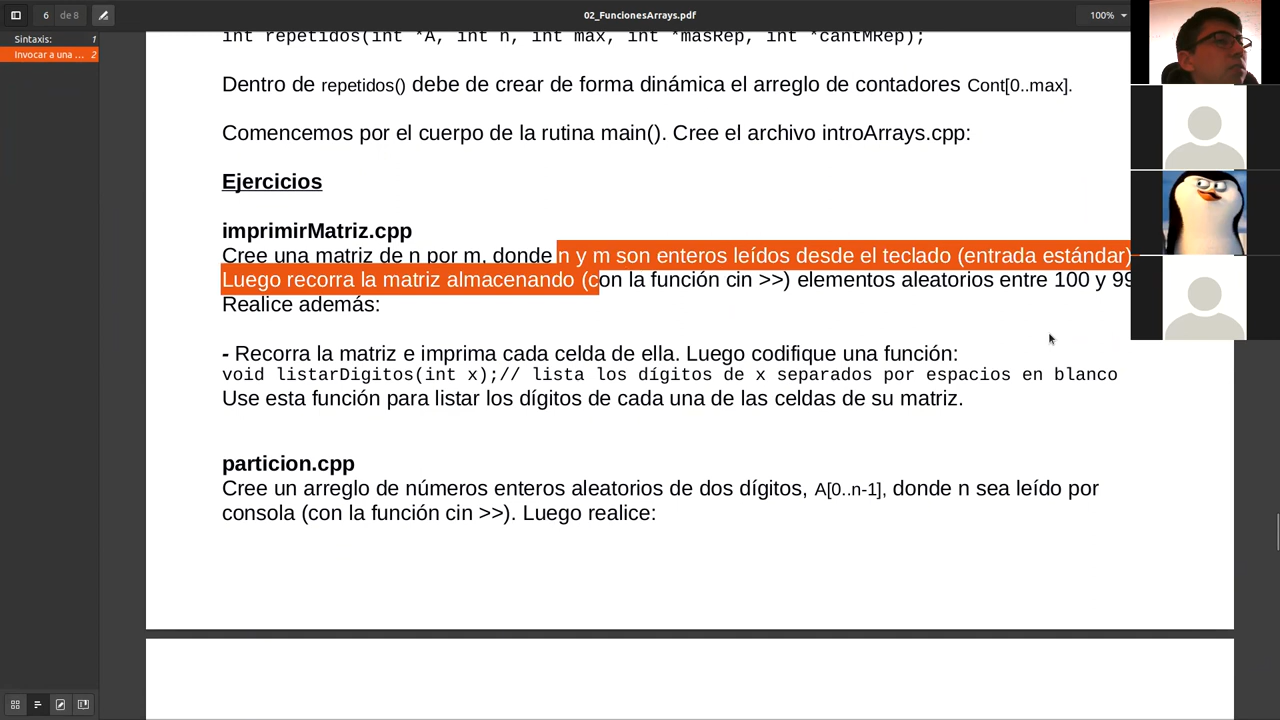 6 de 8
02_FuncionesArrays.pdf
100%
Sintaxis: 1
Invocar a una ... 2
int repetidos(int *A, int n, int max, int *masRep, int *cantMRep);
Dentro de repetidos() debe de crear de forma dinámica el arreglo de contadores Cont[0..max].
Comencemos por el cuerpo de la rutina main(). Cree el archivo introArrays.cpp:
Ejercicios
imprimirMatriz.cpp
Cree una matriz de n por m, donde n y m son enteros leídos desde el teclado (entrada estándar)
Luego recorra la matriz almacenando (con la función cin >>) elementos aleatorios entre 100 y 99
Realice además:
- Recorra la matriz e imprima cada celda de ella. Luego codifique una función:
void listarDigitos(int x);// lista los dígitos de x separados por espacios en blanco
Use esta función para listar los dígitos de cada una de las celdas de su matriz.
particion.cpp
Cree un arreglo de números enteros aleatorios de dos dígitos, A[0..n-1], donde n sea leído por
consola (con la función cin >>). Luego realice: